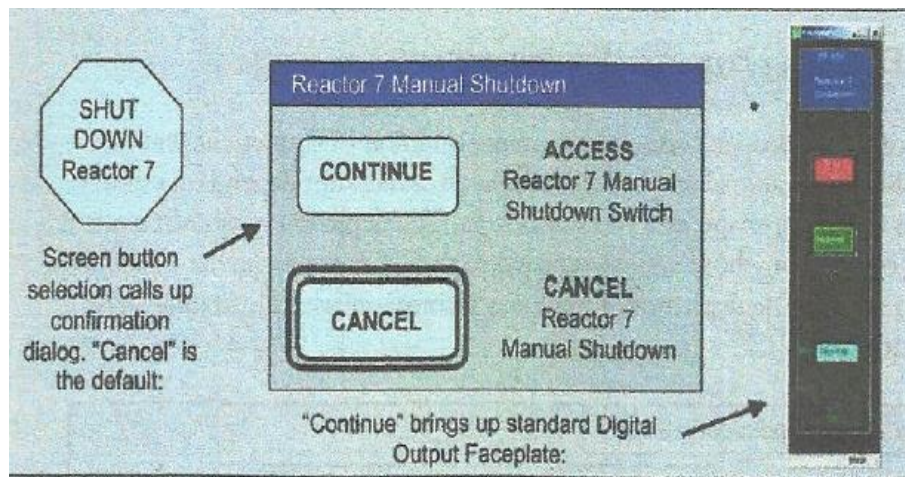 SHUT
DOWN
Reactor 7
Screen button
selection calls up
confirmation
dialog. "Cancel" is
the default:
Reactor 7 Manual Shutdown
CONTINUE
ACCESS
Reactor 7 Manual
Shutdown Switch
CANCEL
CANCEL
Reactor 7
Manual Shutdown
"Continue" brings up standard Digital
Output Faceplate: